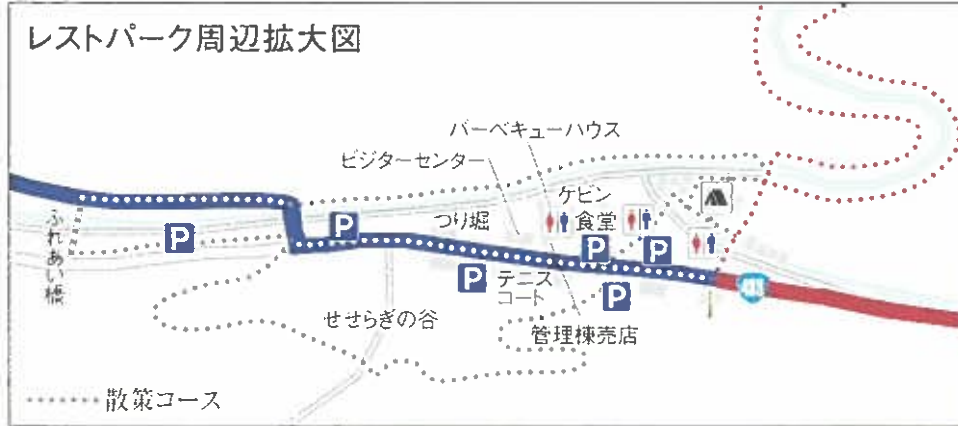 レストパーク周辺拡大図
バーベキューハウス
ビジターセンター
ケビン
食堂
つり堀
ふれあい橋
P
P
P
P
P
P
テニス
コート
せせらぎの谷
管理棟売店
散策コース